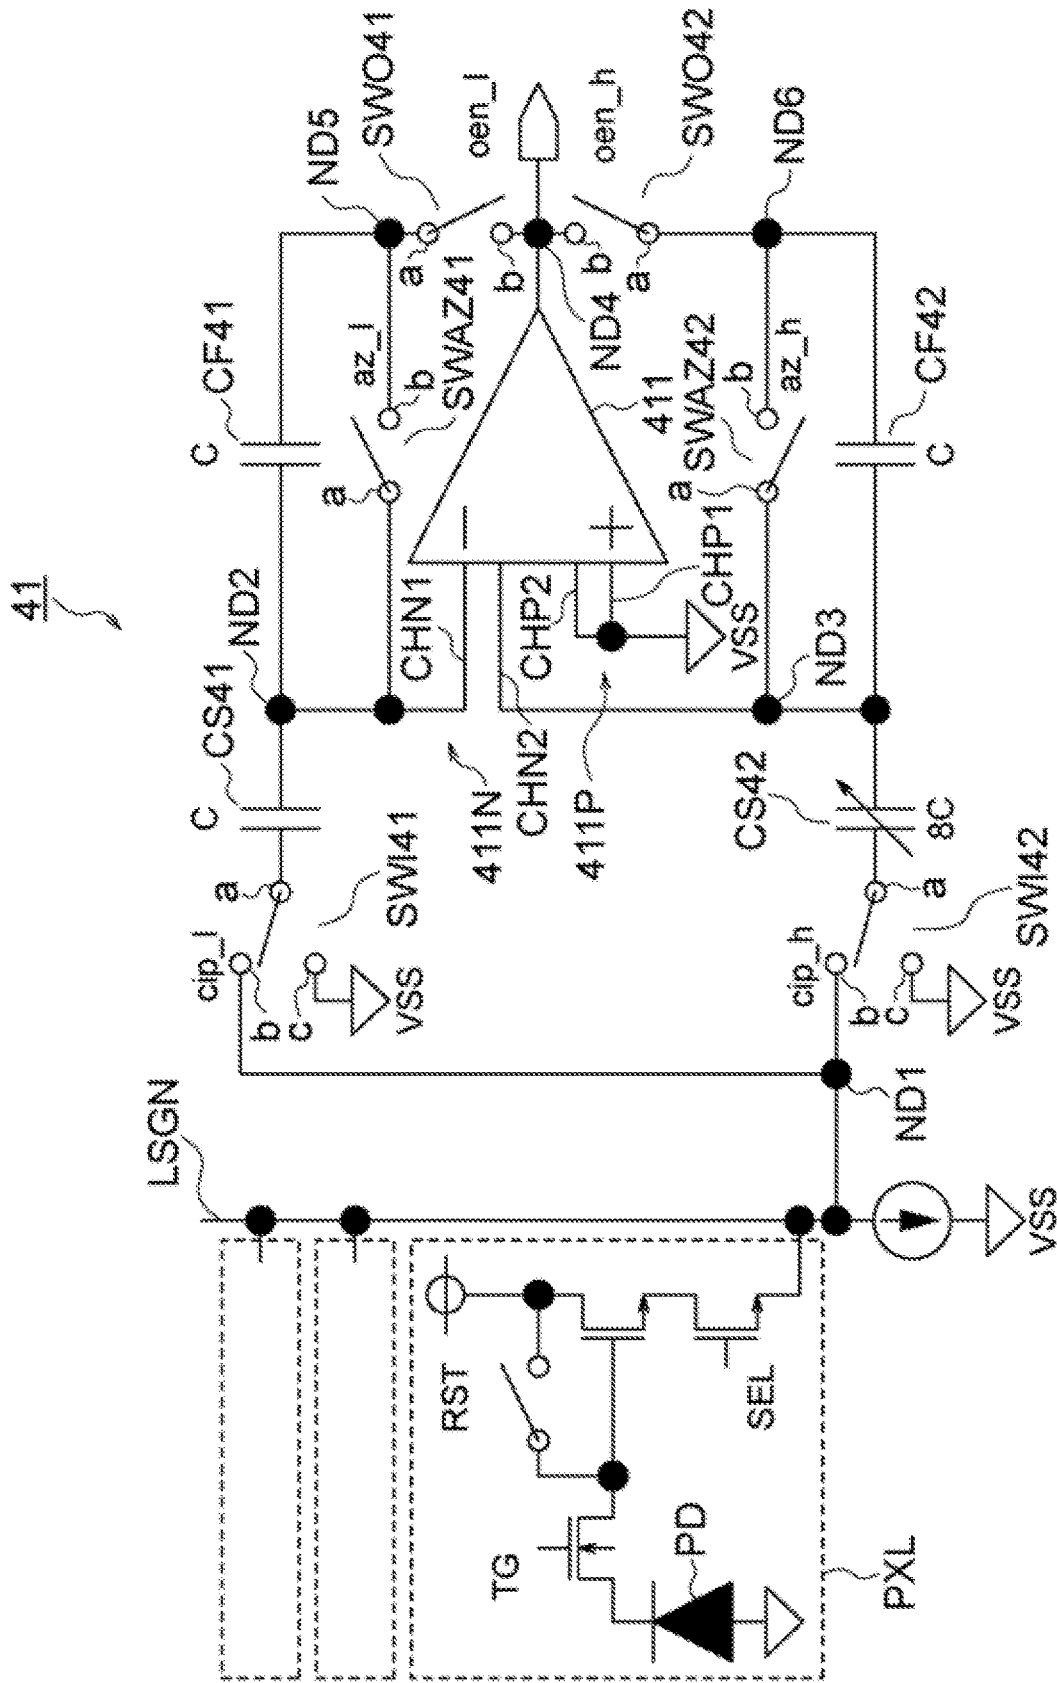 41
LSGN
cip_l
b
c
VSS
a
SWI41
C
CS41
ND2
C
CF41
a
b
az_l
SWAZ41
ND5
a
b
SWO41
oen_l
oen_h
SWO42
b
a
ND4
ND6
411N
CHN1
CHN2
411P
CHP2
CHP1
VSS
411
−
+
SWAZ42
a
b
az_h
ND3
CF42
C
CS42
8C
a
SWI42
cip_h
b
c
VSS
ND1
VSS
RST
SEL
TG
PD
PXL